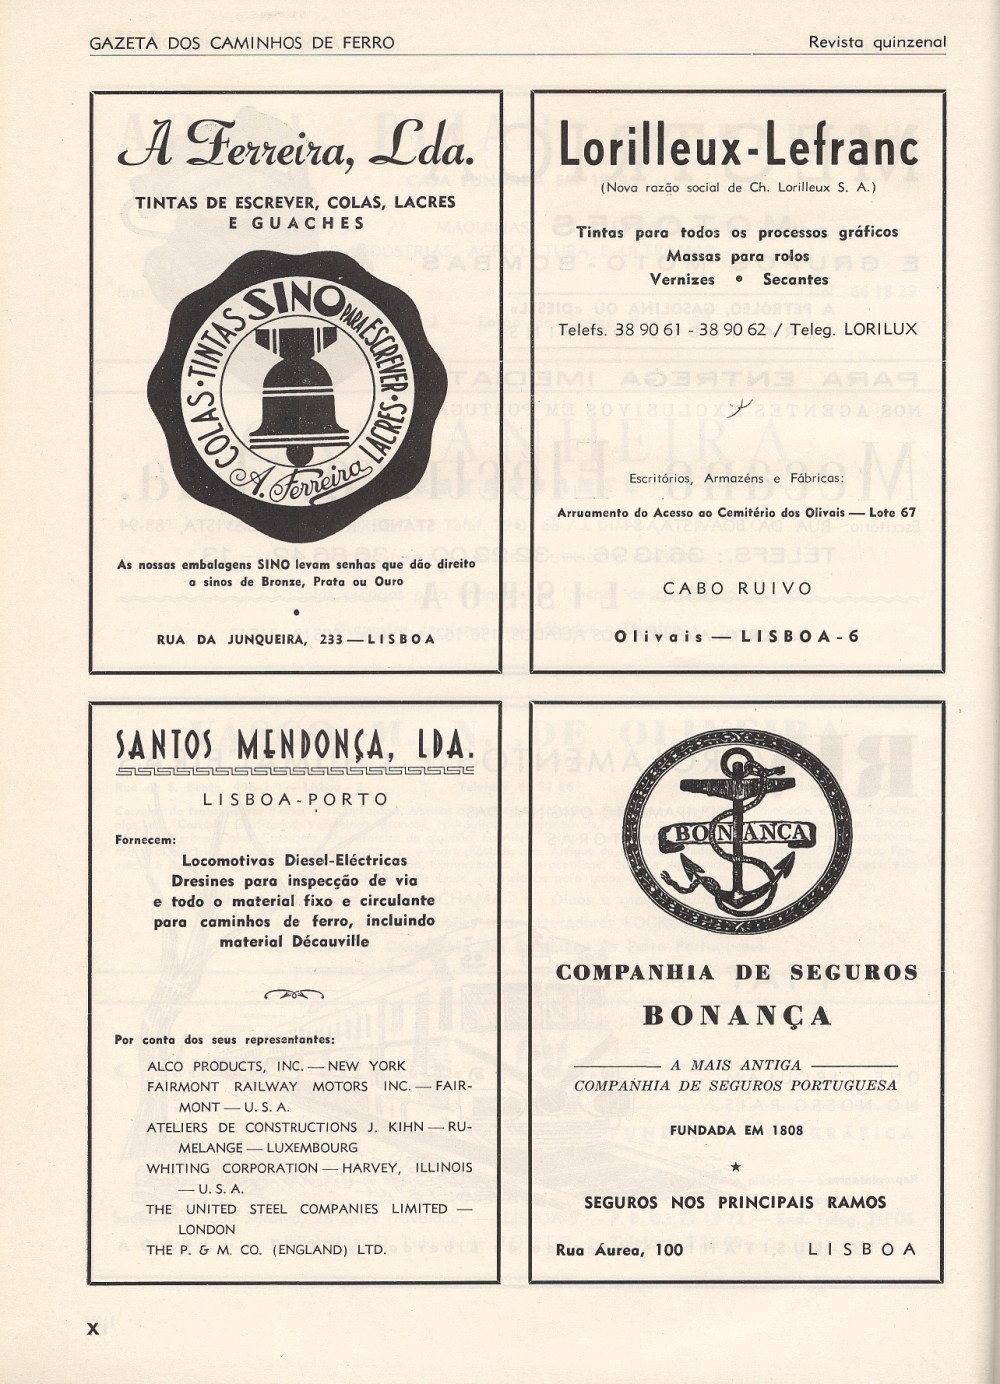 GAZETA DOS CAMINHOS DE FERRO
Revista quinzenal
A Ferreira, Lda.
TINTAS DE ESCREVER, COLAS, LACRES
E GUACHES
COLAS · TINTAS SINO PARA ESCREVER · LACRES
A. Ferreira
As nossas embalagens SINO levam senhas que dão direito
a sinos de Bronze, Prata ou Ouro
•
RUA DA JUNQUEIRA, 233 — LISBOA
Lorilleux-Lefranc
(Nova razão social de Ch. Lorilleux S. A.)
Tintas para todos os processos gráficos
Massas para rolos
Vernizes • Secantes
Telefs. 38 90 61 - 38 90 62 / Teleg. LORILUX
Escritórios, Armazéns e Fábricas:
Arruamento do Acesso ao Cemitério dos Olivais — Lote 67
CABO RUIVO
Olivais — LISBOA - 6
SANTOS MENDONÇA, LDA.
LISBOA - PORTO
Fornecem:
Locomotivas Diesel-Eléctricas
Dresines para inspecção de via
e todo o material fixo e circulante
para caminhos de ferro, incluindo
material Décauville
Por conta dos seus representantes:
ALCO PRODUCTS, INC. — NEW YORK
FAIRMONT RAILWAY MOTORS INC. — FAIR-
MONT — U. S. A.
ATELIERS DE CONSTRUCTIONS J. KIHN — RU-
MELANGE — LUXEMBOURG
WHITING CORPORATION — HARVEY, ILLINOIS
— U. S. A.
THE UNITED STEEL COMPANIES LIMITED —
LONDON
THE P. & M. CO. (ENGLAND) LTD.
BONANÇA
COMPANHIA DE SEGUROS
BONANÇA
A MAIS ANTIGA
COMPANHIA DE SEGUROS PORTUGUESA
FUNDADA EM 1808
★
SEGUROS NOS PRINCIPAIS RAMOS
Rua Áurea, 100 LISBOA
X